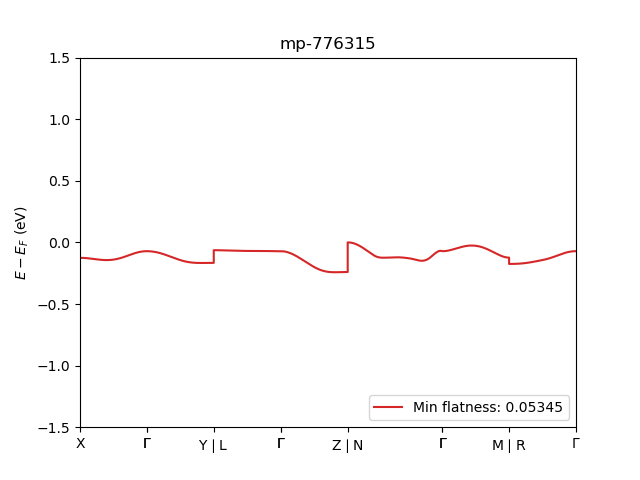 mp-776315
E − E_F (eV)
1.5
1.0
0.5
0.0
−0.5
−1.0
−1.5
Min flatness: 0.05345
X Γ Y | L Γ Z | N Γ M | R Γ